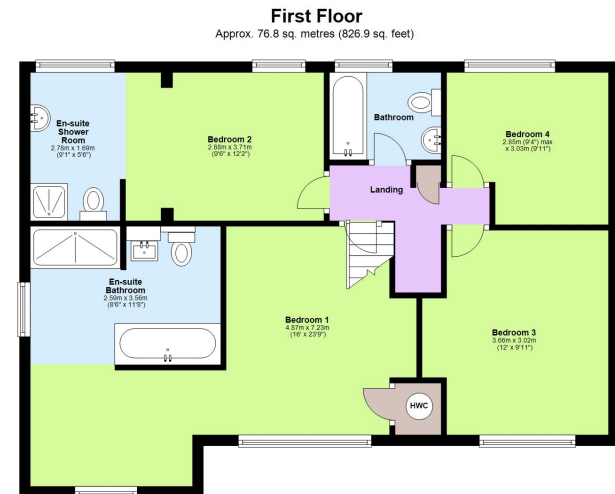 First Floor
Approx. 76.8 sq. metres (826.9 sq. feet)
En-suite
Shower
Room
2.78m x 1.69m
(9'1" x 5'6")
Bedroom 2
2.88m x 3.71m
(9'6" x 12'2")
Bathroom
Bedroom 4
2.85m (9'4") max
x 3.03m (9'11")
Landing
En-suite
Bathroom
2.59m x 3.56m
(8'6" x 11'8")
Bedroom 1
4.87m x 7.23m
(16' x 23'9")
Bedroom 3
3.66m x 3.02m
(12' x 9'11")
HWC